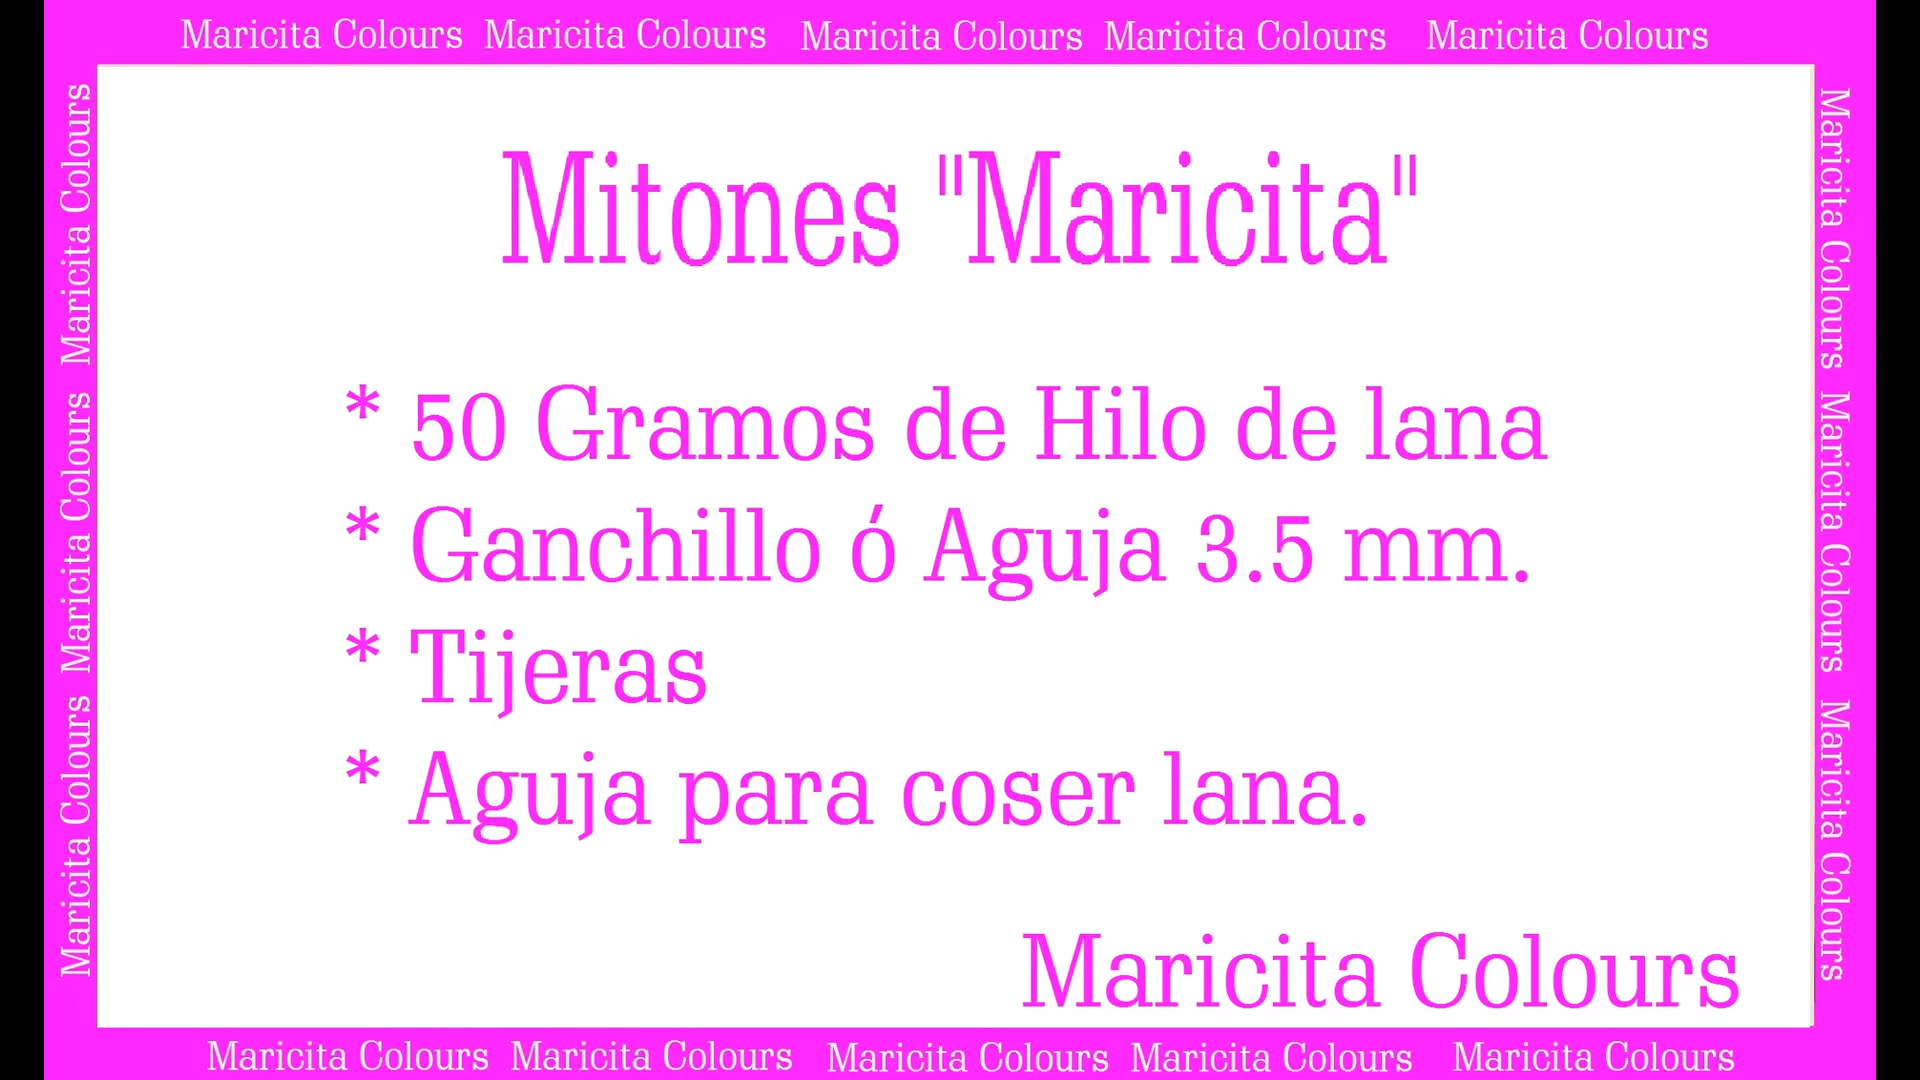 Maricita Colours Maricita Colours Maricita Colours Maricita Colours Maricita Colours
Maricita Colours Maricita Colours Maricita Colours
Mitones "Maricita"
* 50 Gramos de Hilo de lana
* Ganchillo ó Aguja 3.5 mm.
* Tijeras
* Aguja para coser lana.
Maricita Colours
Maricita Colours Maricita Colours Maricita Colours
Maricita Colours Maricita Colours Maricita Colours Maricita Colours Maricita Colours